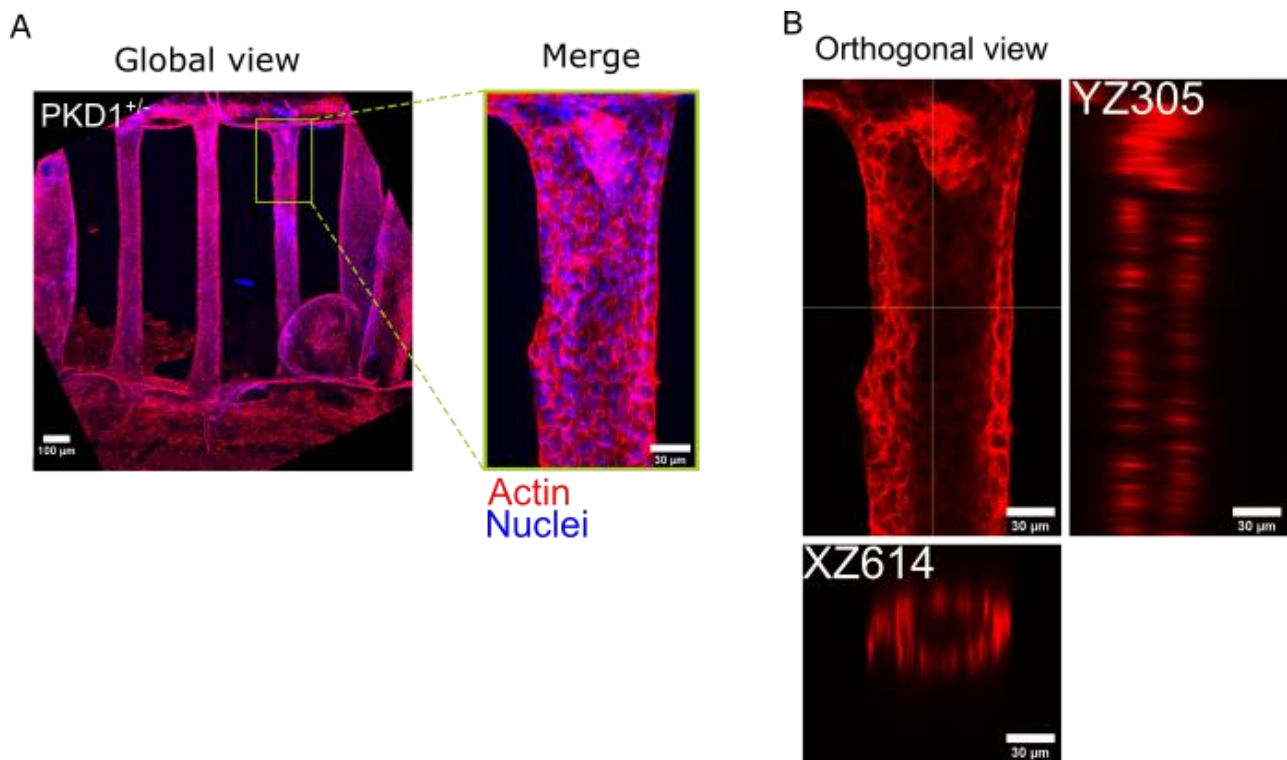 A
Global view
PKD1+/-
100 µm
Merge
30 µm
Actin
Nuclei
B
Orthogonal view
30 µm
YZ305
30 µm
XZ614
30 µm